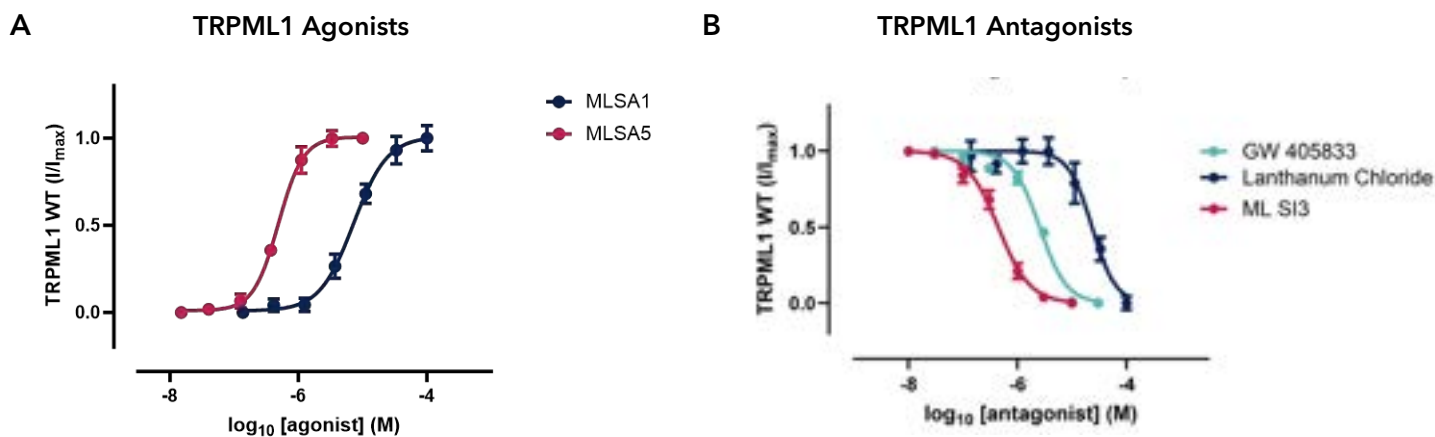 A
TRPML1 Agonists
TRPML1 WT (I/Imax)
1.0
0.5
0.0
-8
-6
-4
log10 [agonist] (M)
MLSA1
MLSA5
B
TRPML1 Antagonists
TRPML1 WT (I/Imax)
1.0
0.5
0.0
-8
-6
-4
log10 [antagonist] (M)
GW 405833
Lanthanum Chloride
ML SI3